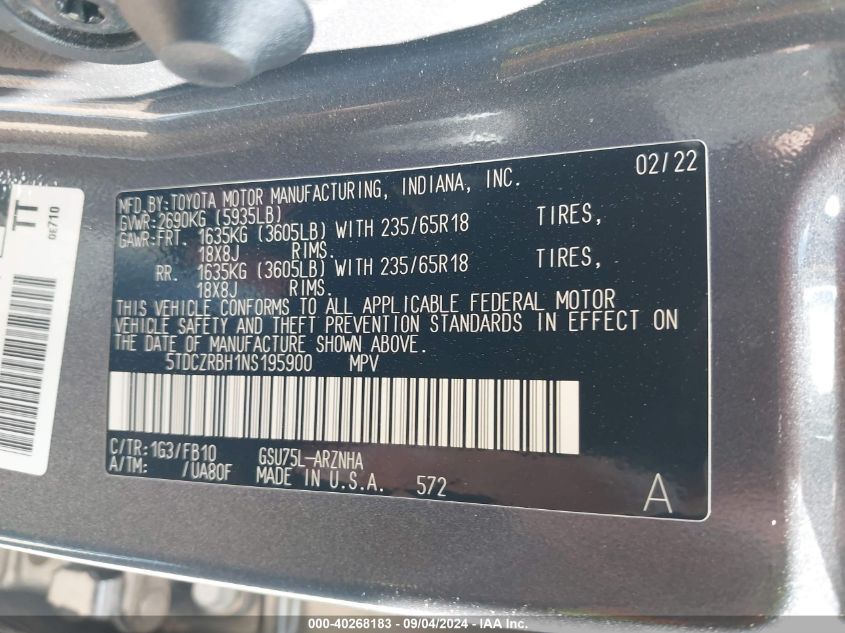 TT
0E710
02/22
MFD.BY:TOYOTA MOTOR MANUFACTURING, INDIANA, INC.
GVWR:2690KG (5935LB)
GAWR:FRT. 1635KG (3605LB) WITH 235/65R18 TIRES,
18X8J RIMS.
RR. 1635KG (3605LB) WITH 235/65R18 TIRES,
18X8J RIMS.
THIS VEHICLE CONFORMS TO ALL APPLICABLE FEDERAL MOTOR
VEHICLE SAFETY AND THEFT PREVENTION STANDARDS IN EFFECT ON
THE DATE OF MANUFACTURE SHOWN ABOVE.
5TDCZRBH1NS195900 MPV
C/TR:1G3/FB10 GSU75L-ARZNHA
A/TM: /UA80F MADE IN U.S.A. 572
A
000-40268183 - 09/04/2024 - IAA Inc.